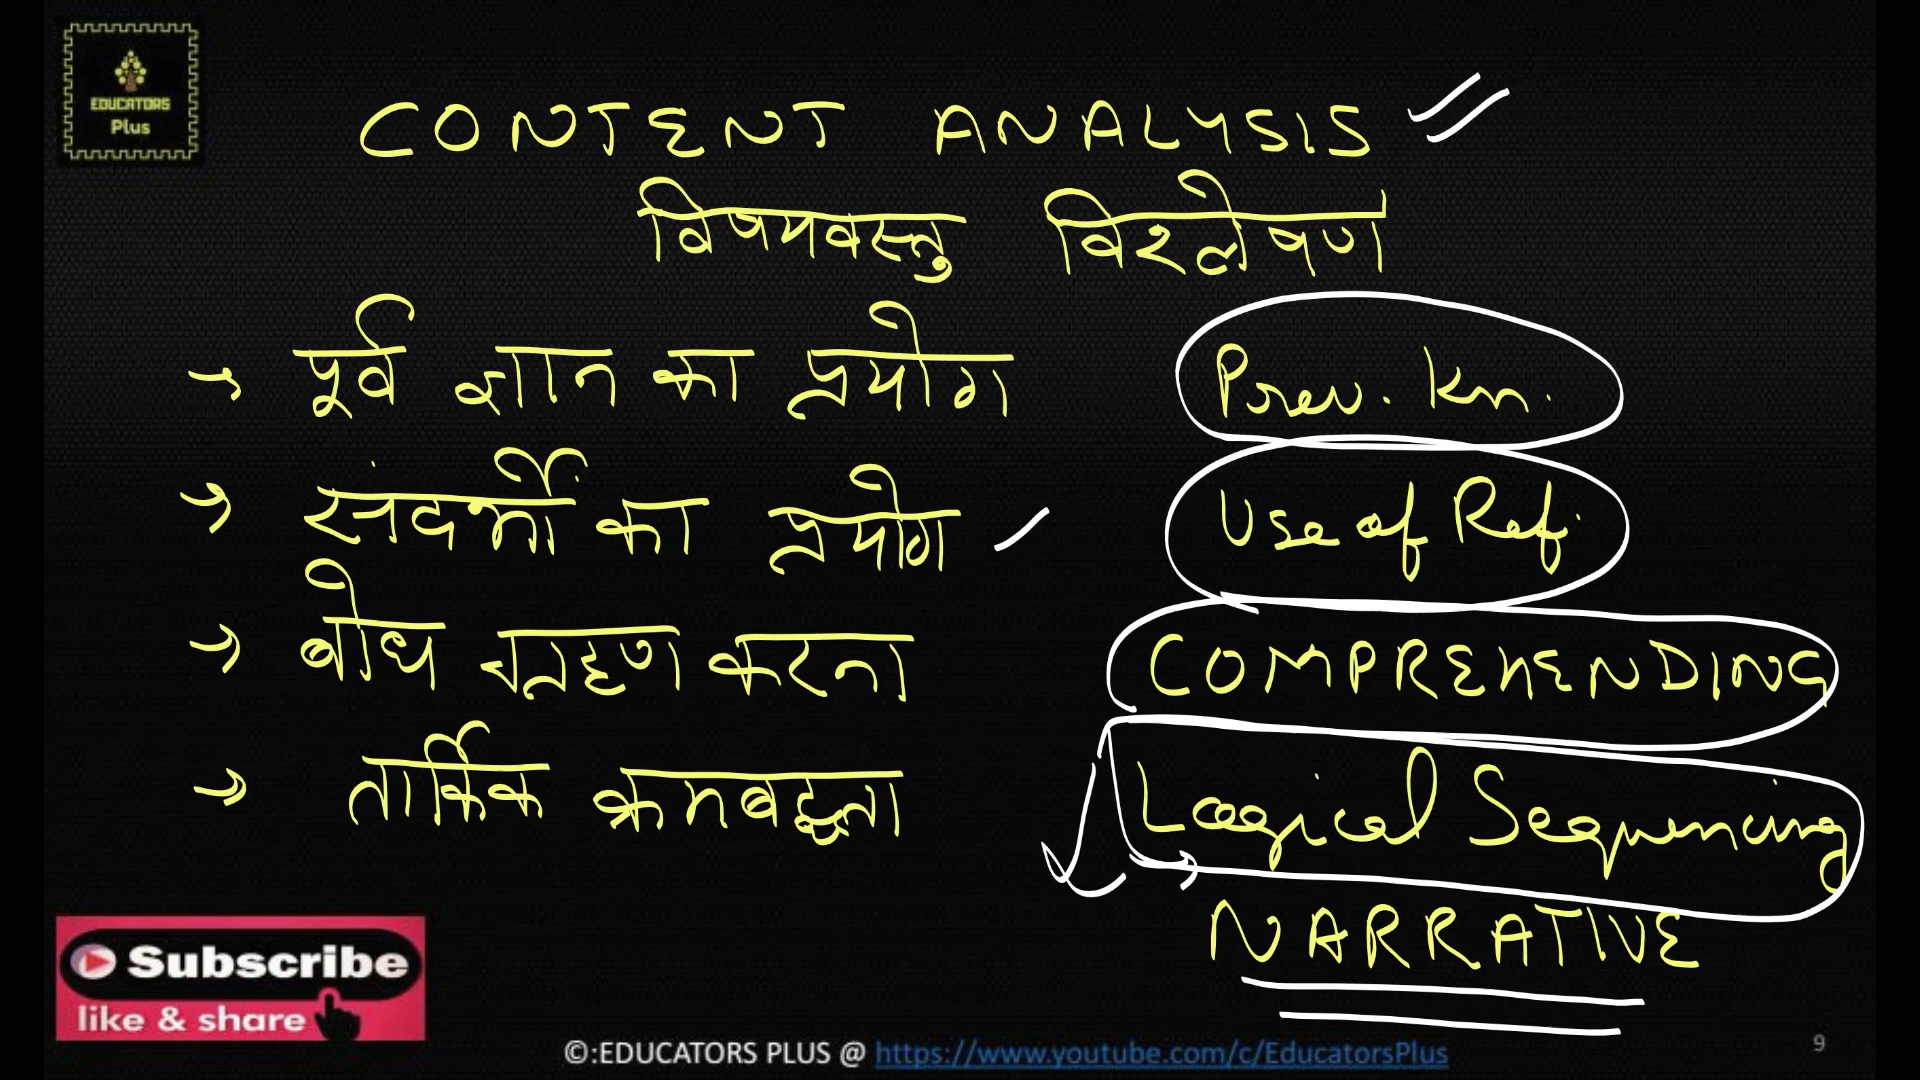 EDUCATORS
Plus
CONTENT ANALYSIS
विषयवस्तु विश्लेषण
→ पूर्व ज्ञान का प्रयोग Prev. Kn.
→ संदर्भों का प्रयोग Use of Ref.
→ बोध ग्रहण करना COMPREHENDING
→ तार्किक क्रमबद्धता Logical Sequencing
NARRATIVE
Subscribe
like & share
©:EDUCATORS PLUS @ https://www.youtube.com/c/EducatorsPlus
9